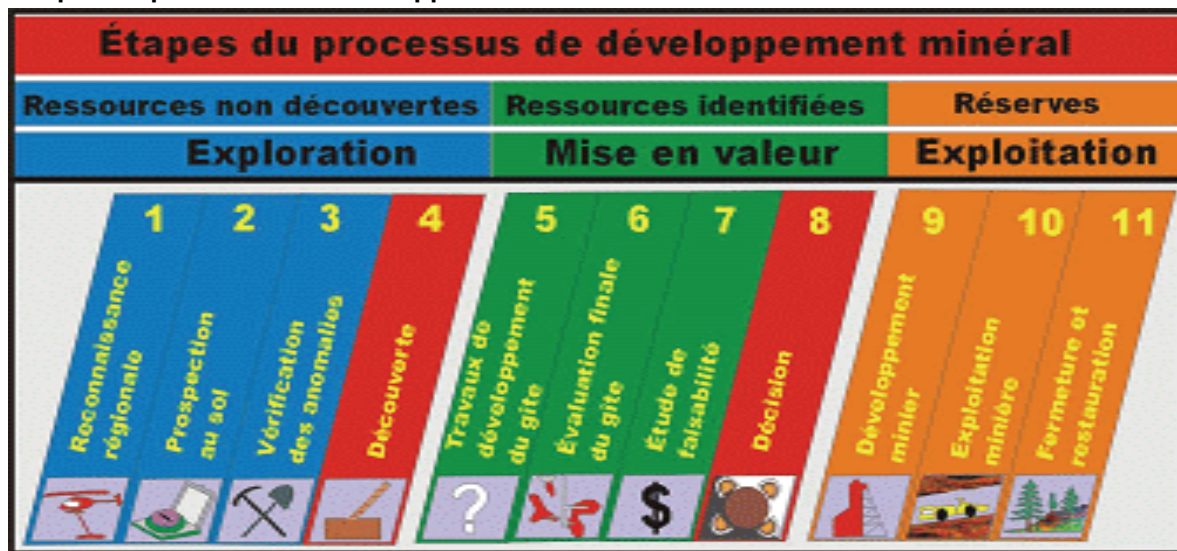 Étapes du processus de développement minéral
Ressources non découvertes
Ressources identifiées
Réserves
Exploration
Mise en valeur
Exploitation
1
Reconnaissance
régionale
2
Prospection
au sol
3
Vérification
des anomalies
4
Découverte
5
Travaux de
développement
du gite
6
Évaluation finale
du gite
7
Étude de
faisabilité
8
Décision
9
Développement
minier
10
Exploitation
minière
11
Fermeture et
restauration
?
$